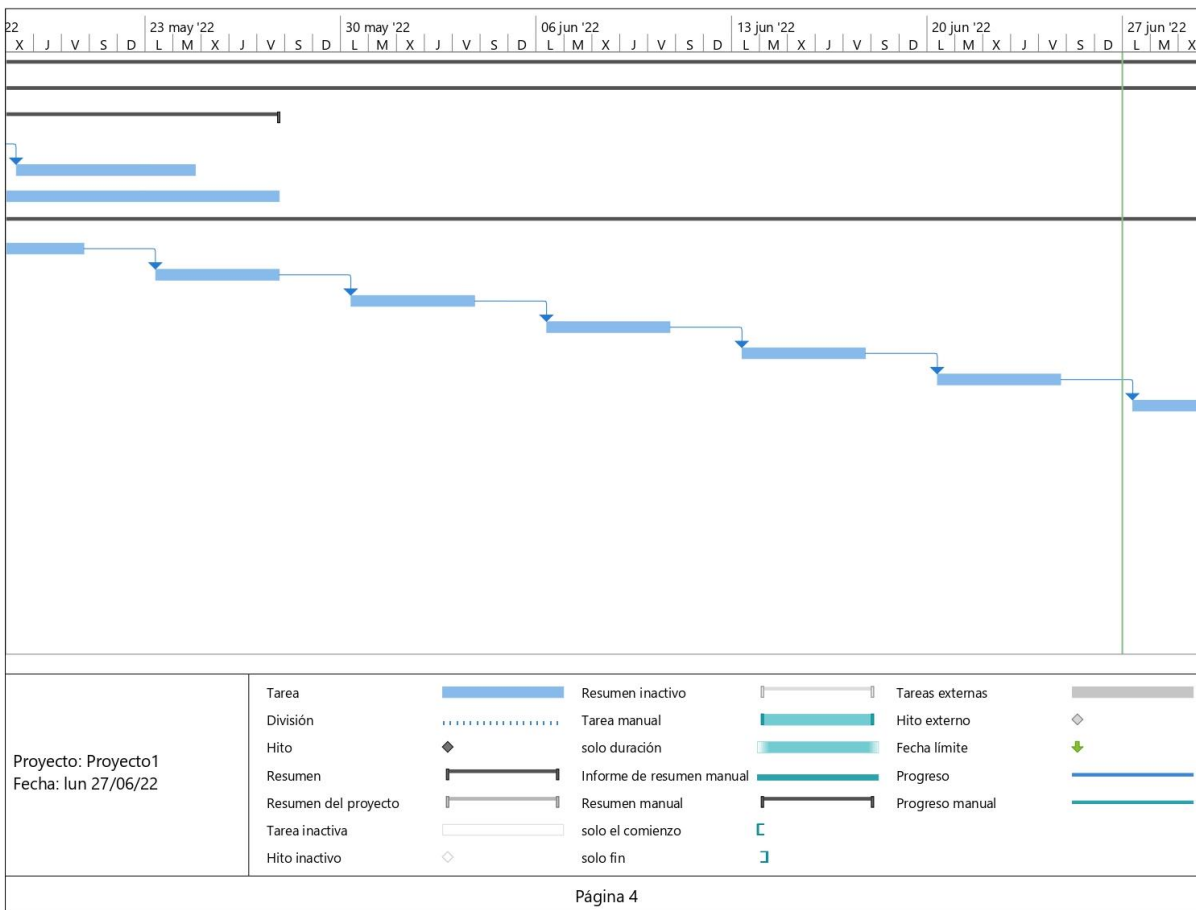 22 23 may '22 30 may '22 06 jun '22 13 jun '22 20 jun '22 27 jun '22
X J V S D L M X J V S D L M X J V S D L M X J V S D L M X J V S D L M X J V S D L M X
Tarea Resumen inactivo Tareas externas
División Tarea manual Hito externo
Hito solo duración Fecha límite
Resumen Informe de resumen manual Progreso
Resumen del proyecto Resumen manual Progreso manual
Tarea inactiva solo el comienzo
Hito inactivo solo fin
Proyecto: Proyecto1
Fecha: lun 27/06/22
Página 4